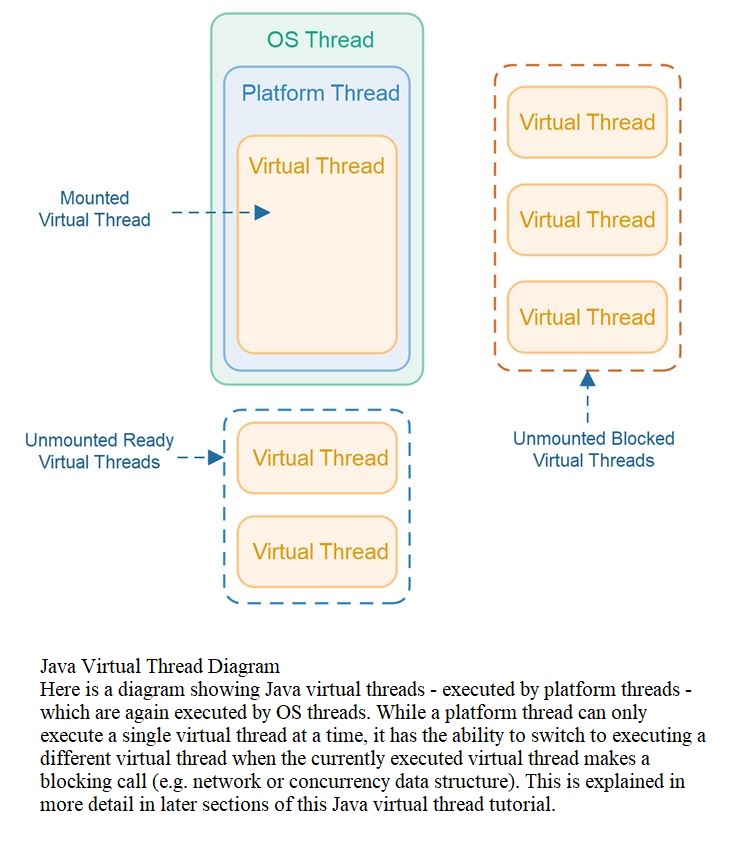 OS Thread
Platform Thread
Virtual Thread
Mounted
Virtual Thread
Virtual Thread
Virtual Thread
Virtual Thread
Unmounted Blocked
Virtual Threads
Unmounted Ready
Virtual Threads
Virtual Thread
Virtual Thread
Java Virtual Thread Diagram
Here is a diagram showing Java virtual threads - executed by platform threads -
which are again executed by OS threads. While a platform thread can only
execute a single virtual thread at a time, it has the ability to switch to executing a
different virtual thread when the currently executed virtual thread makes a
blocking call (e.g. network or concurrency data structure). This is explained in
more detail in later sections of this Java virtual thread tutorial.